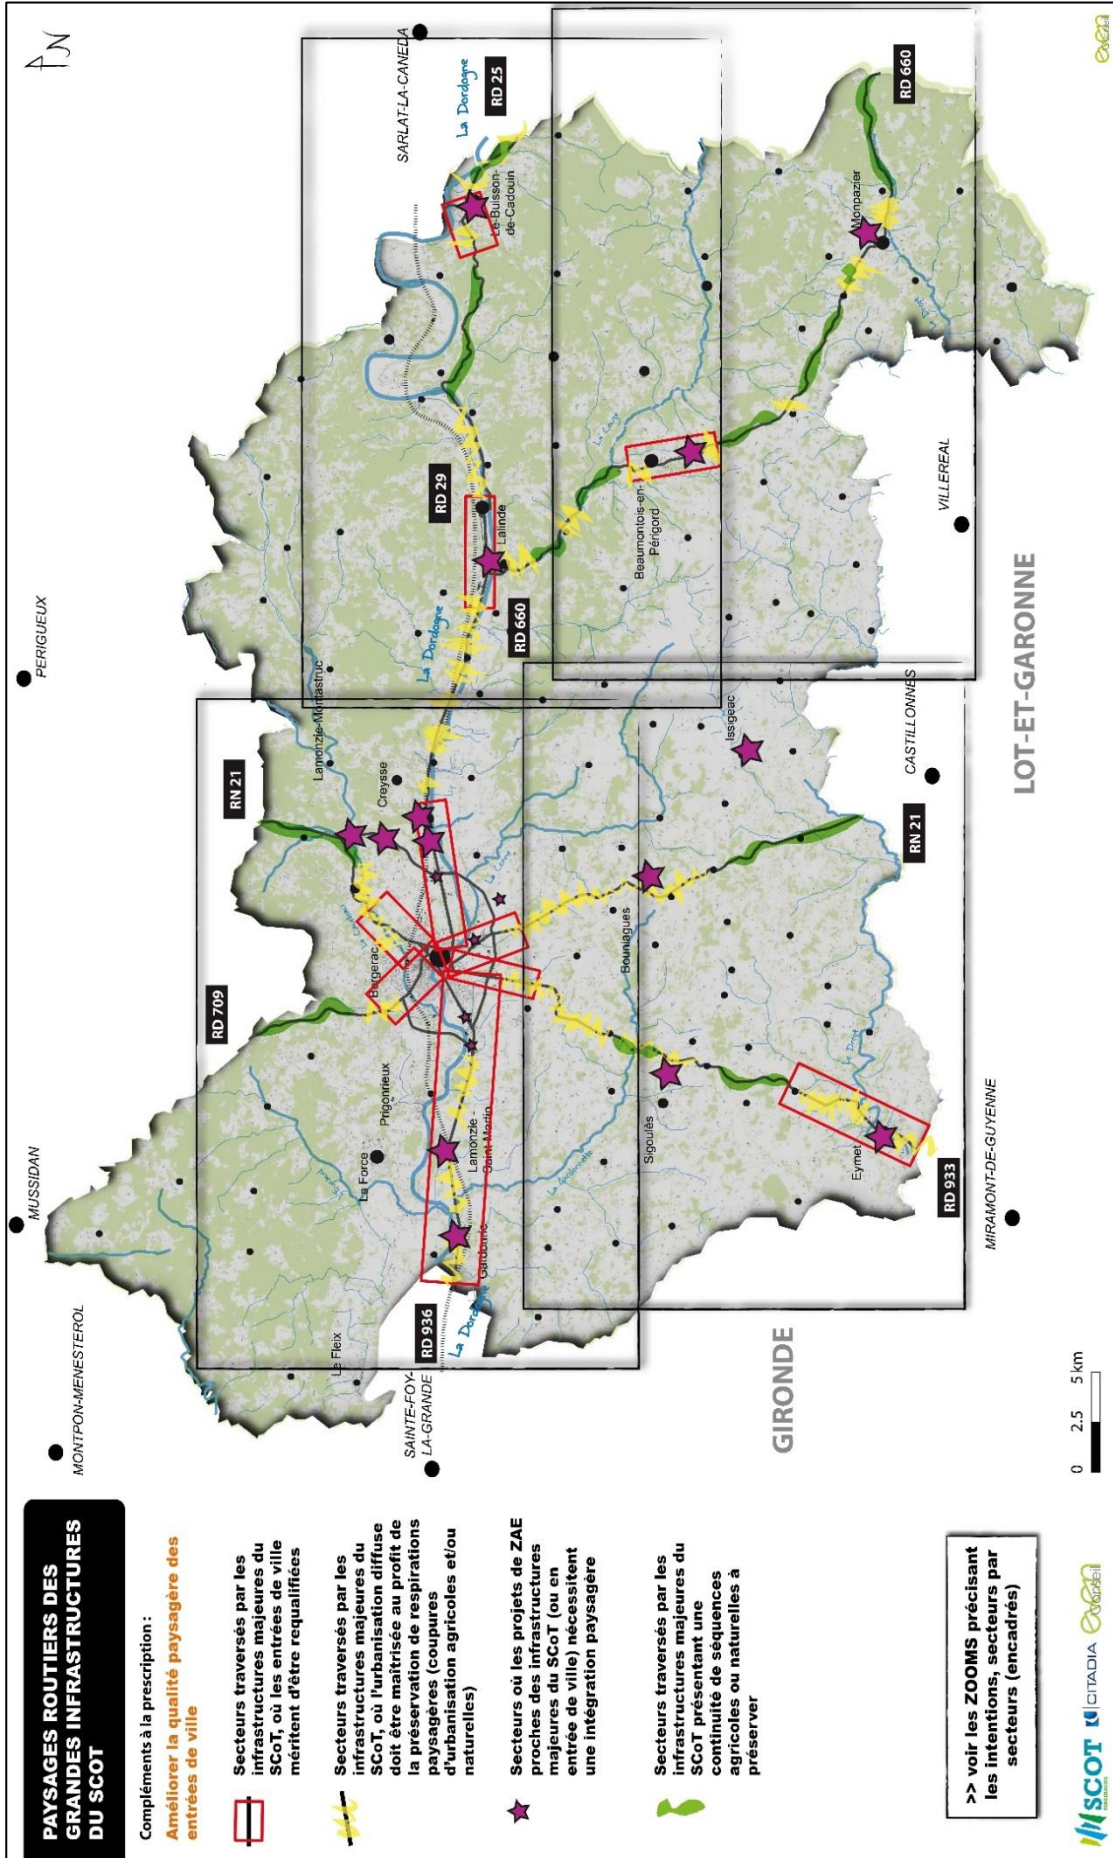 PAYSAGES ROUTIERS DES
GRANDES INFRASTRUCTURES
DU SCOT
Compléments à la prescription :
Améliorer la qualité paysagère des
entrées de ville
Secteurs traversés par les
infrastructures majeures du
SCoT, où les entrées de ville
méritent d'être requalifiées
Secteurs traversés par les
infrastructures majeures du
SCoT, où l'urbanisation diffuse
doit être maîtrisée au profit de
la préservation de respirations
paysagères (coupures
d'urbanisation agricoles et/ou
naturelles)
Secteurs où les projets de ZAE
proches des infrastructures
majeures du SCoT (ou en
entrée de ville) nécessitent
une intégration paysagère
Secteurs traversés par les
infrastructures majeures du
SCoT présentant une
continuité de séquences
agricoles ou naturelles à
préserver
>> voir les ZOOMS précisant
les intentions, secteurs par
secteurs (encadrés)
SCOT
CITADIA
even
Conseil
MONTPON-MENESTEROL
MUSSIDAN
PERIGUEUX
SARLAT-LA-CANEDA
N
SAINTE-FOY-
LA-GRANDE
Le Fleix
La Force
Prigonrieux
RD 709
RN 21
Lamonzie-Montastruc
Creysse
Bergerac
RD 936
La Dordogne
Gardonne
Lamonzie
Saint-Martin
La Dordogne
RD 660
RD 29
Lalinde
Le-Buisson-
de-Cadouin
La Dordogne
RD 25
Beaumontois-en-
Périgord
La Couze
Monpazier
RD 660
Le Dropt
Sigoulès
Bouniagues
Issigeac
Eymet
Le Dropt
RD 933
RN 21
MIRAMONT-DE-GUYENNE
CASTILLONNES
VILLEREAL
GIRONDE
LOT-ET-GARONNE
0 2.5 5 km